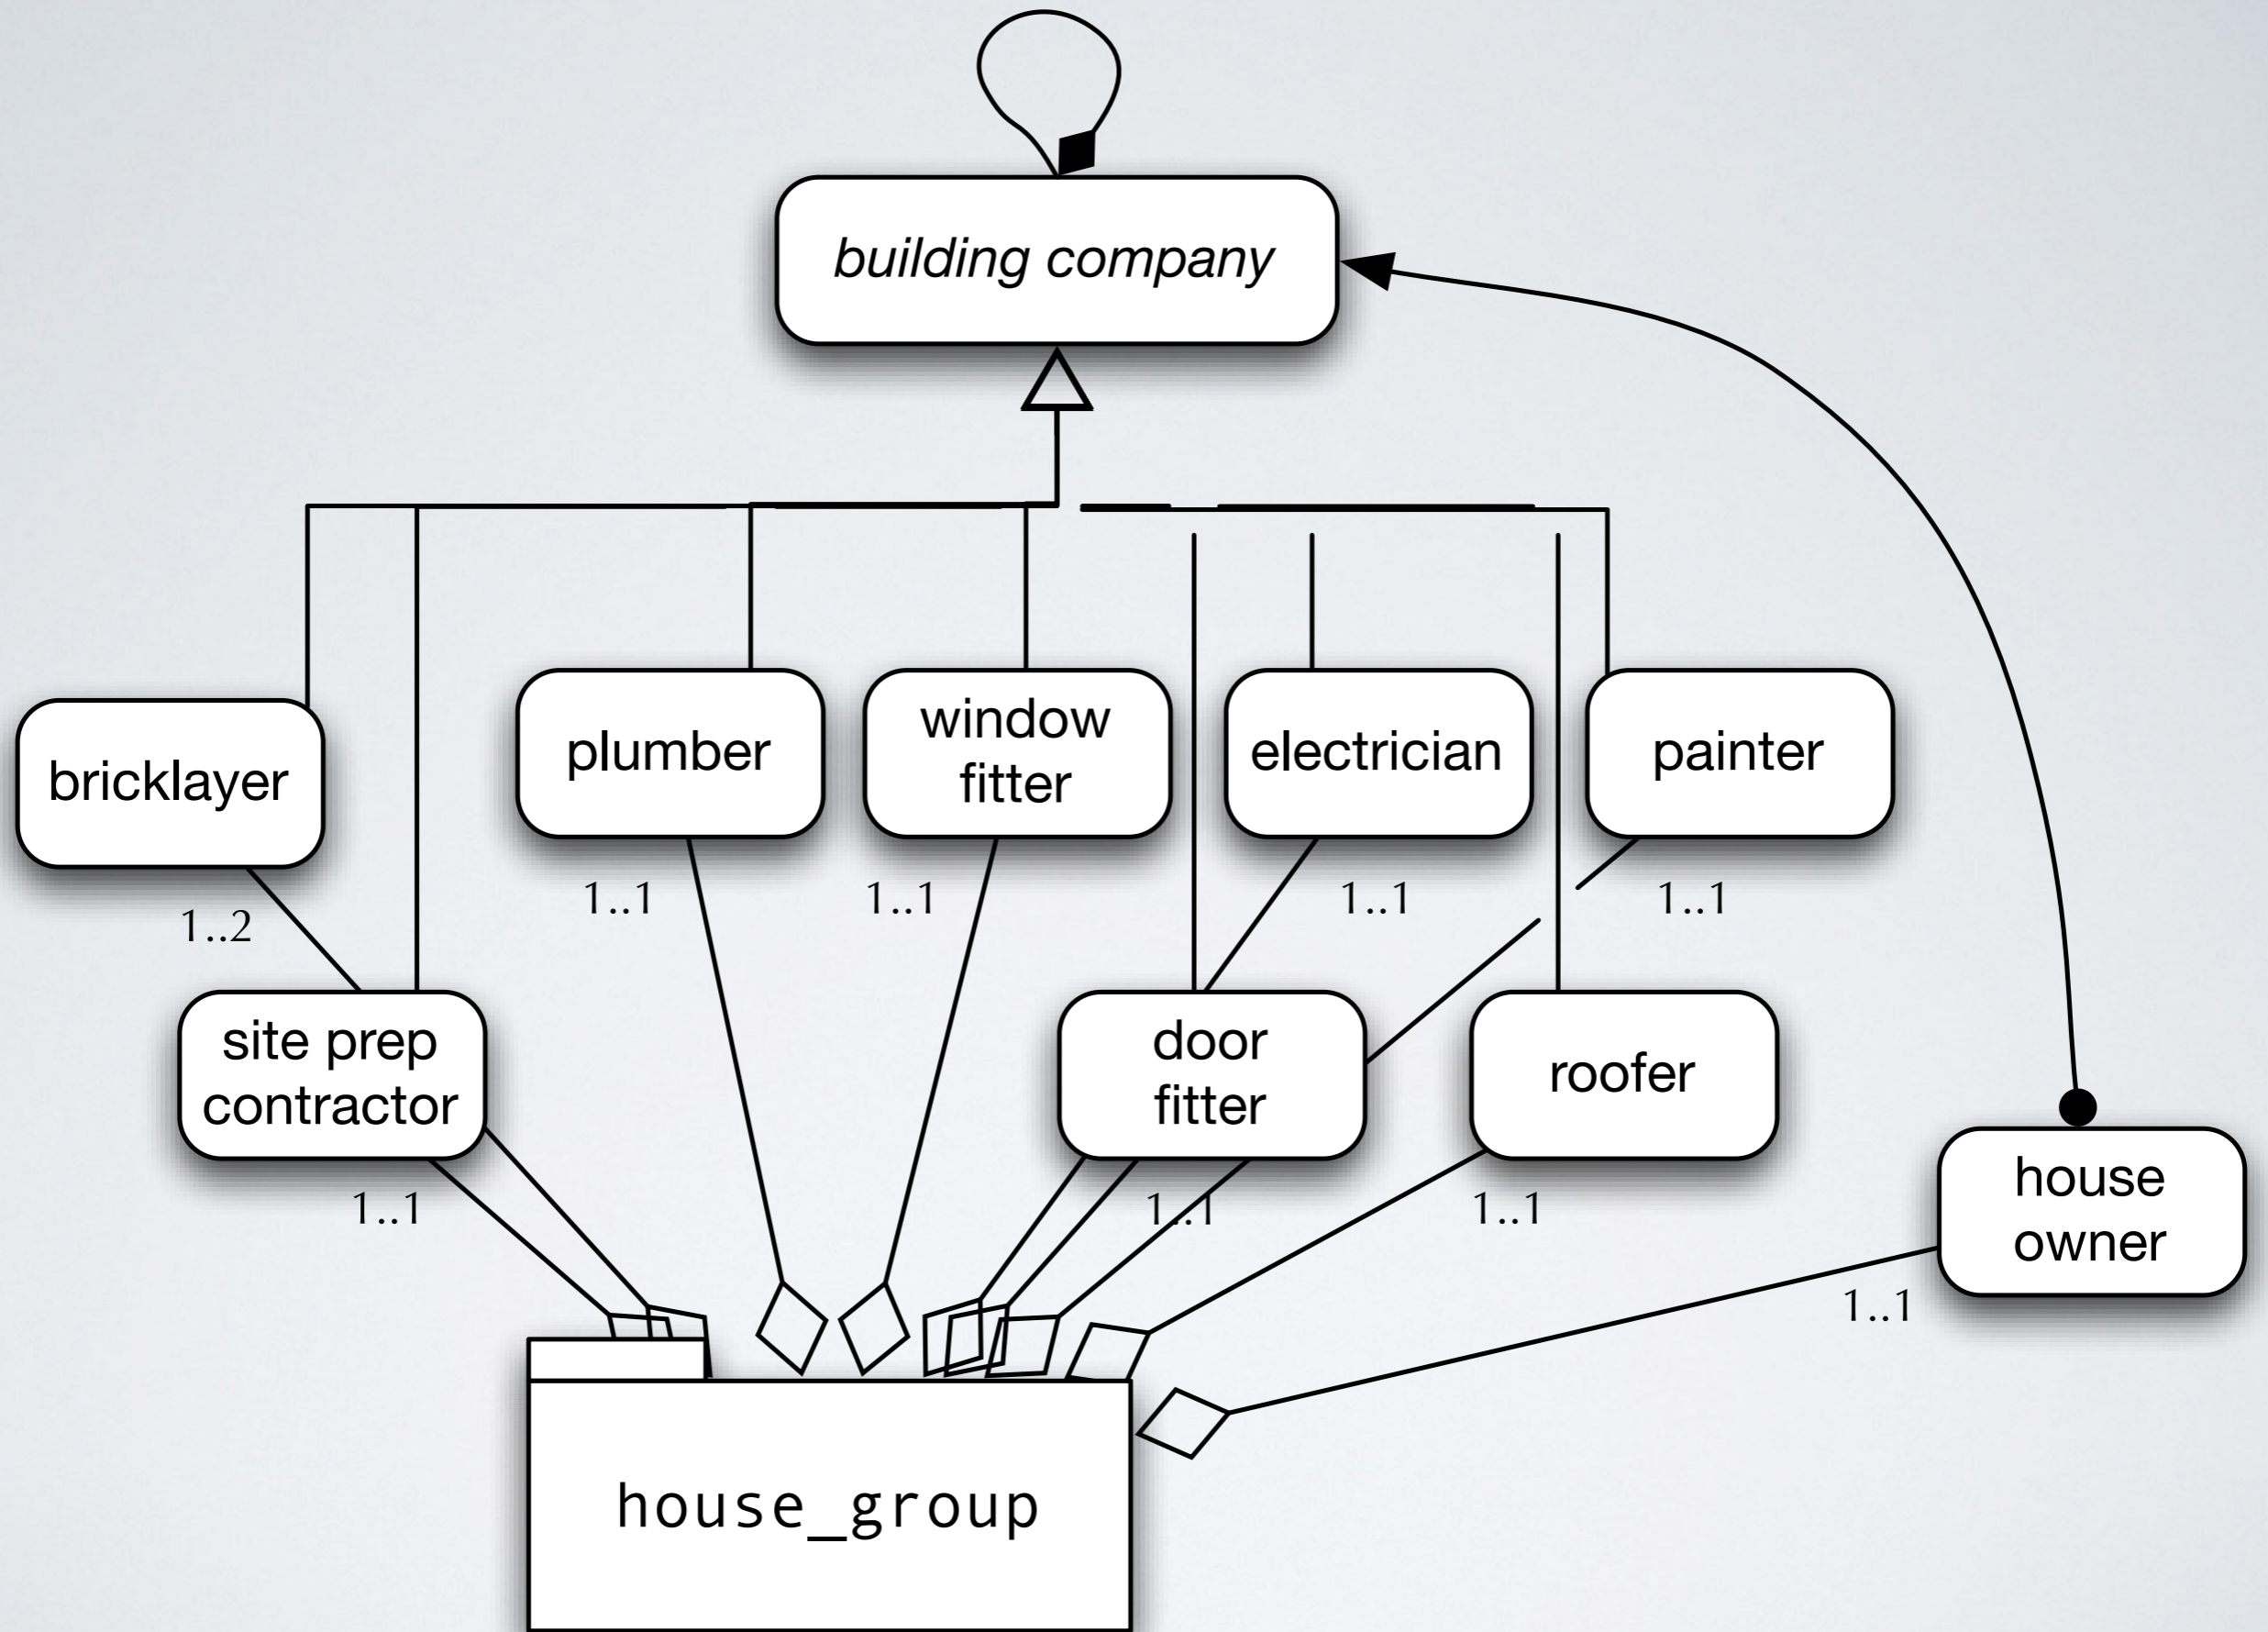 building company
bricklayer
plumber
window
fitter
electrician
painter
1..2
1..1
1..1
1..1
1..1
site prep
contractor
door
fitter
roofer
1..1
1..1
1..1
house
owner
1..1
house_group